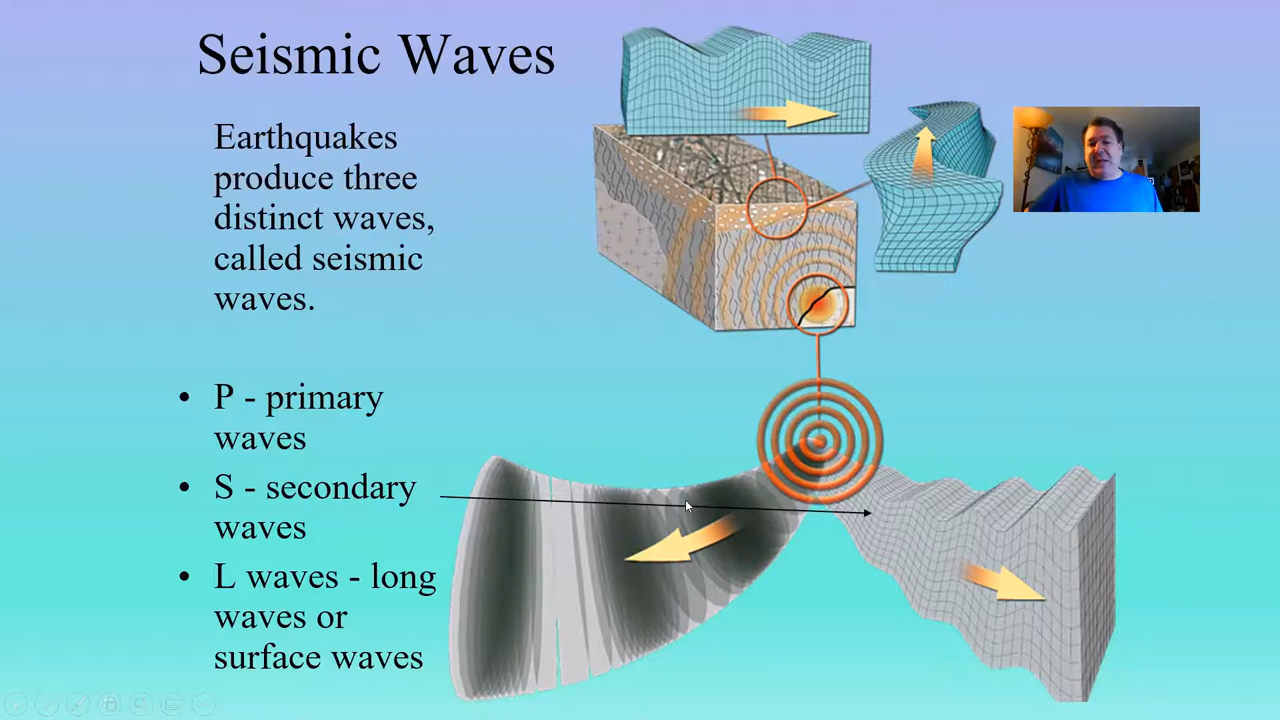 Seismic Waves
Earthquakes
produce three
distinct waves,
called seismic
waves.
• P - primary
waves
• S - secondary
waves
• L waves - long
waves or
surface waves